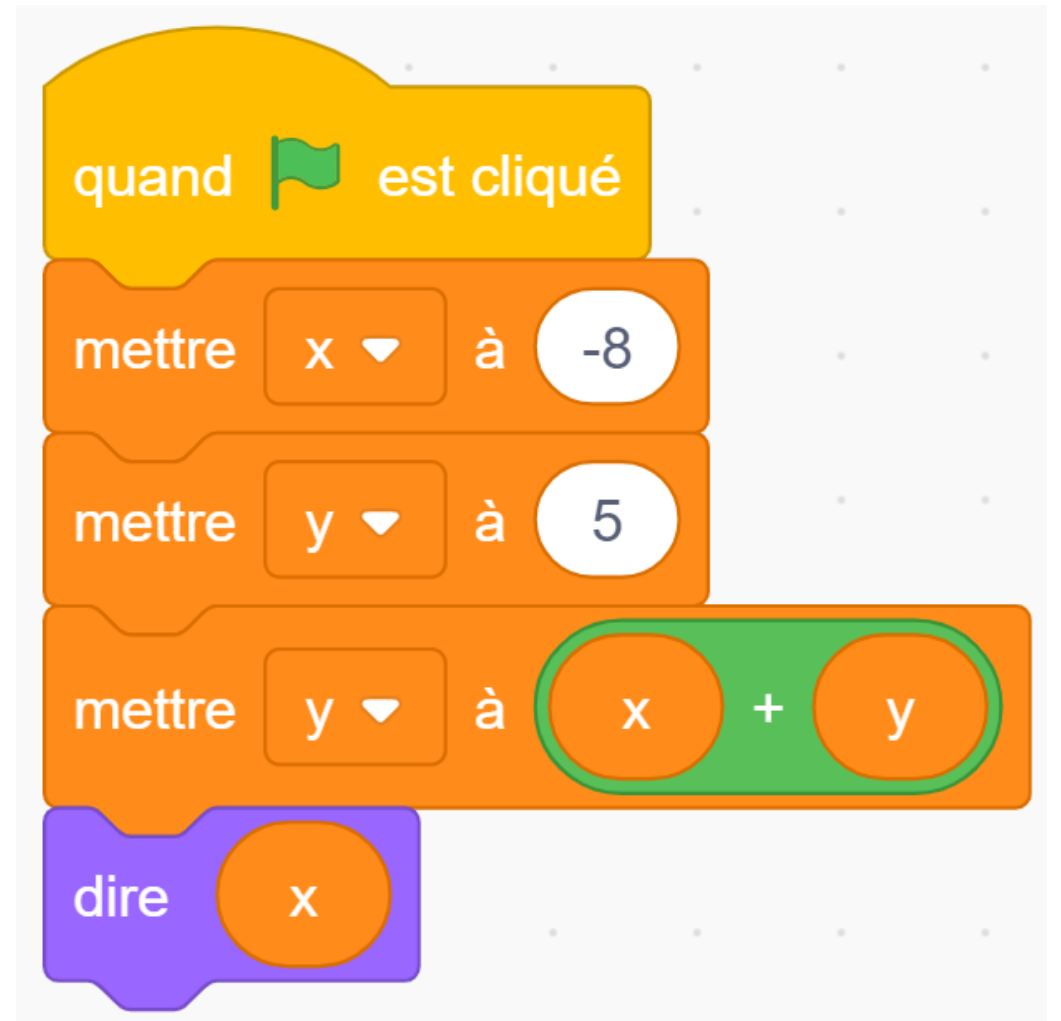 quand est cliqué
mettre x à -8
mettre y à 5
mettre y à x + y
dire x